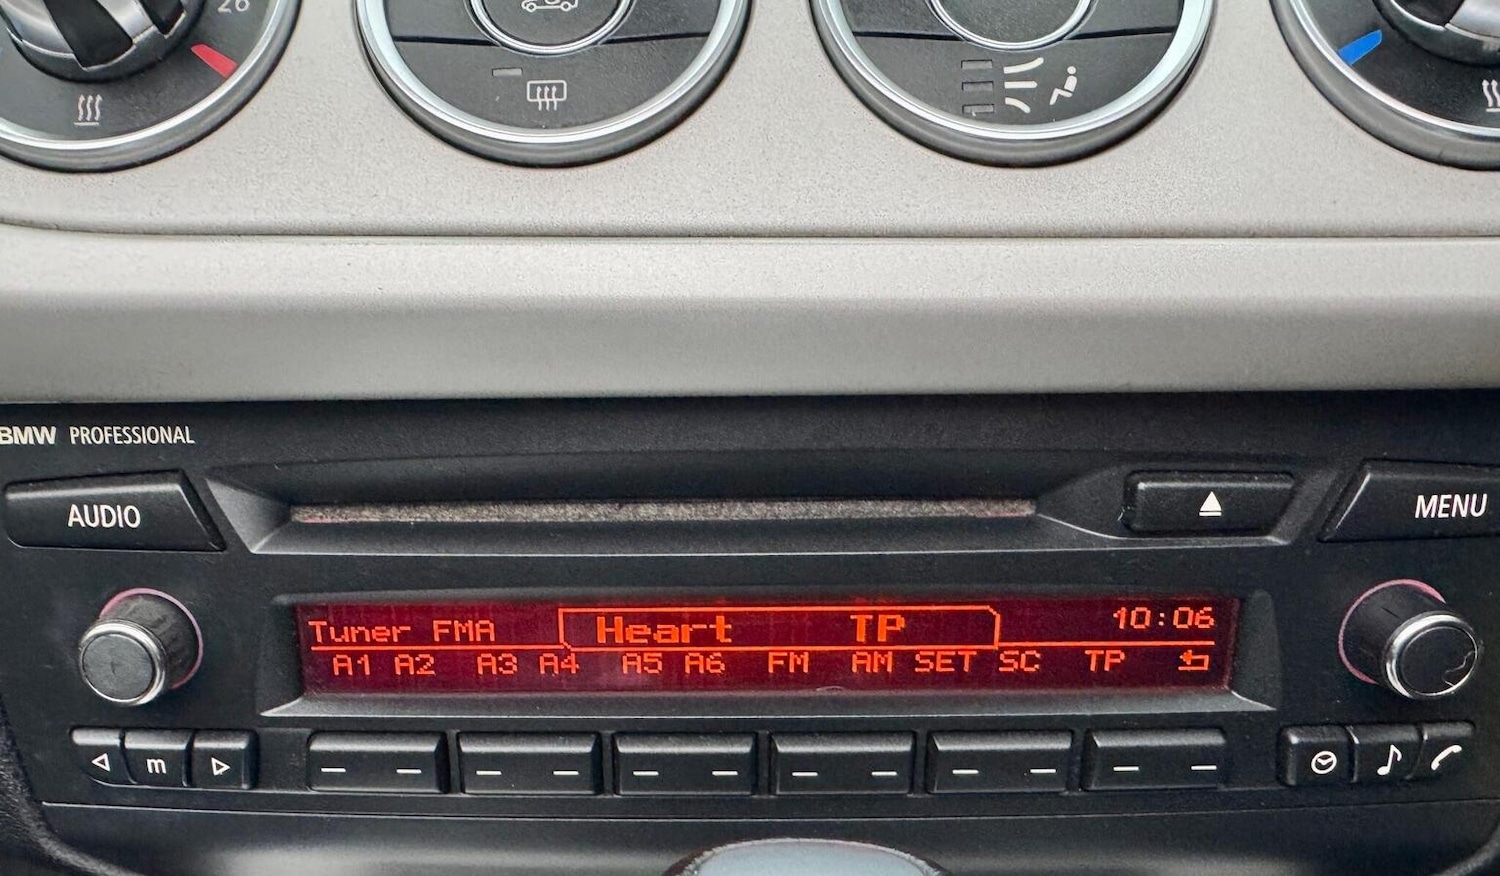 26
BMW PROFESSIONAL
AUDIO
MENU
Tuner FMA Heart TP 10:06
A1 A2 A3 A4 A5 A6 FM AM SET SC TP
m